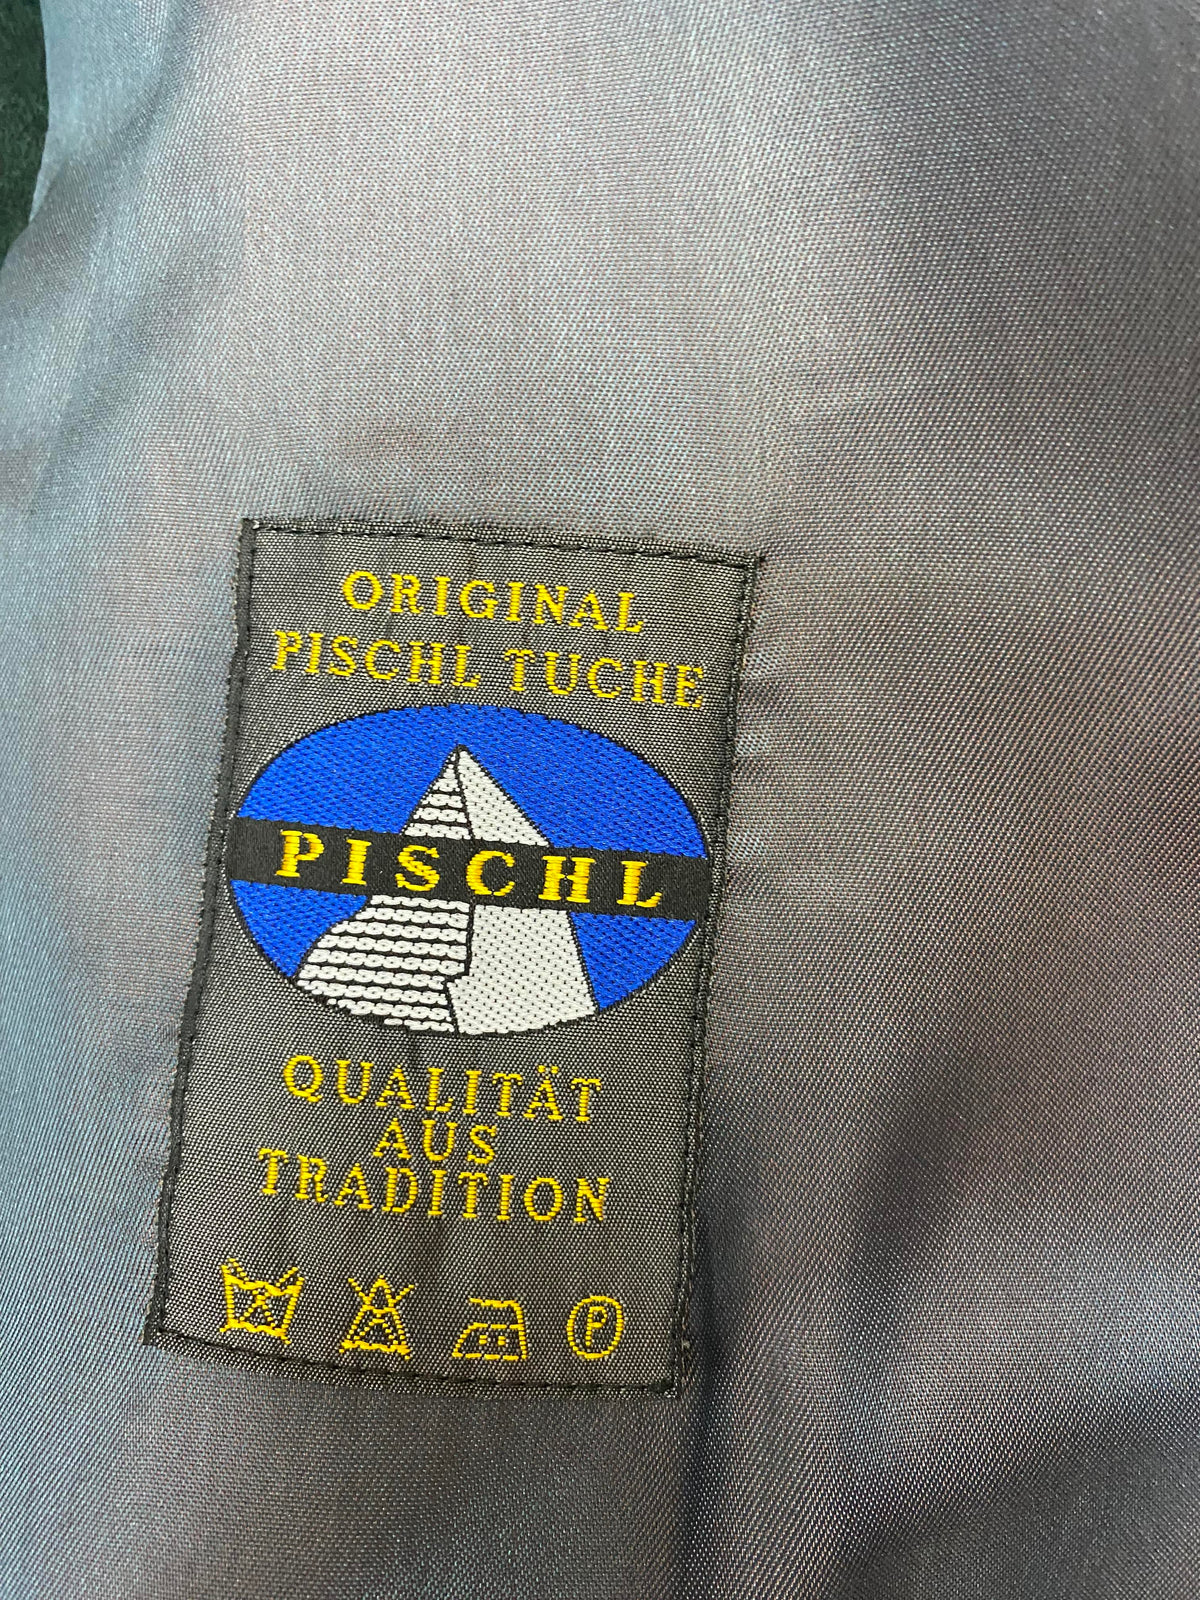 ORIGINAL
PISCHL TUCHE
PISCHL
QUALITÄT
AUS
TRADITION
P